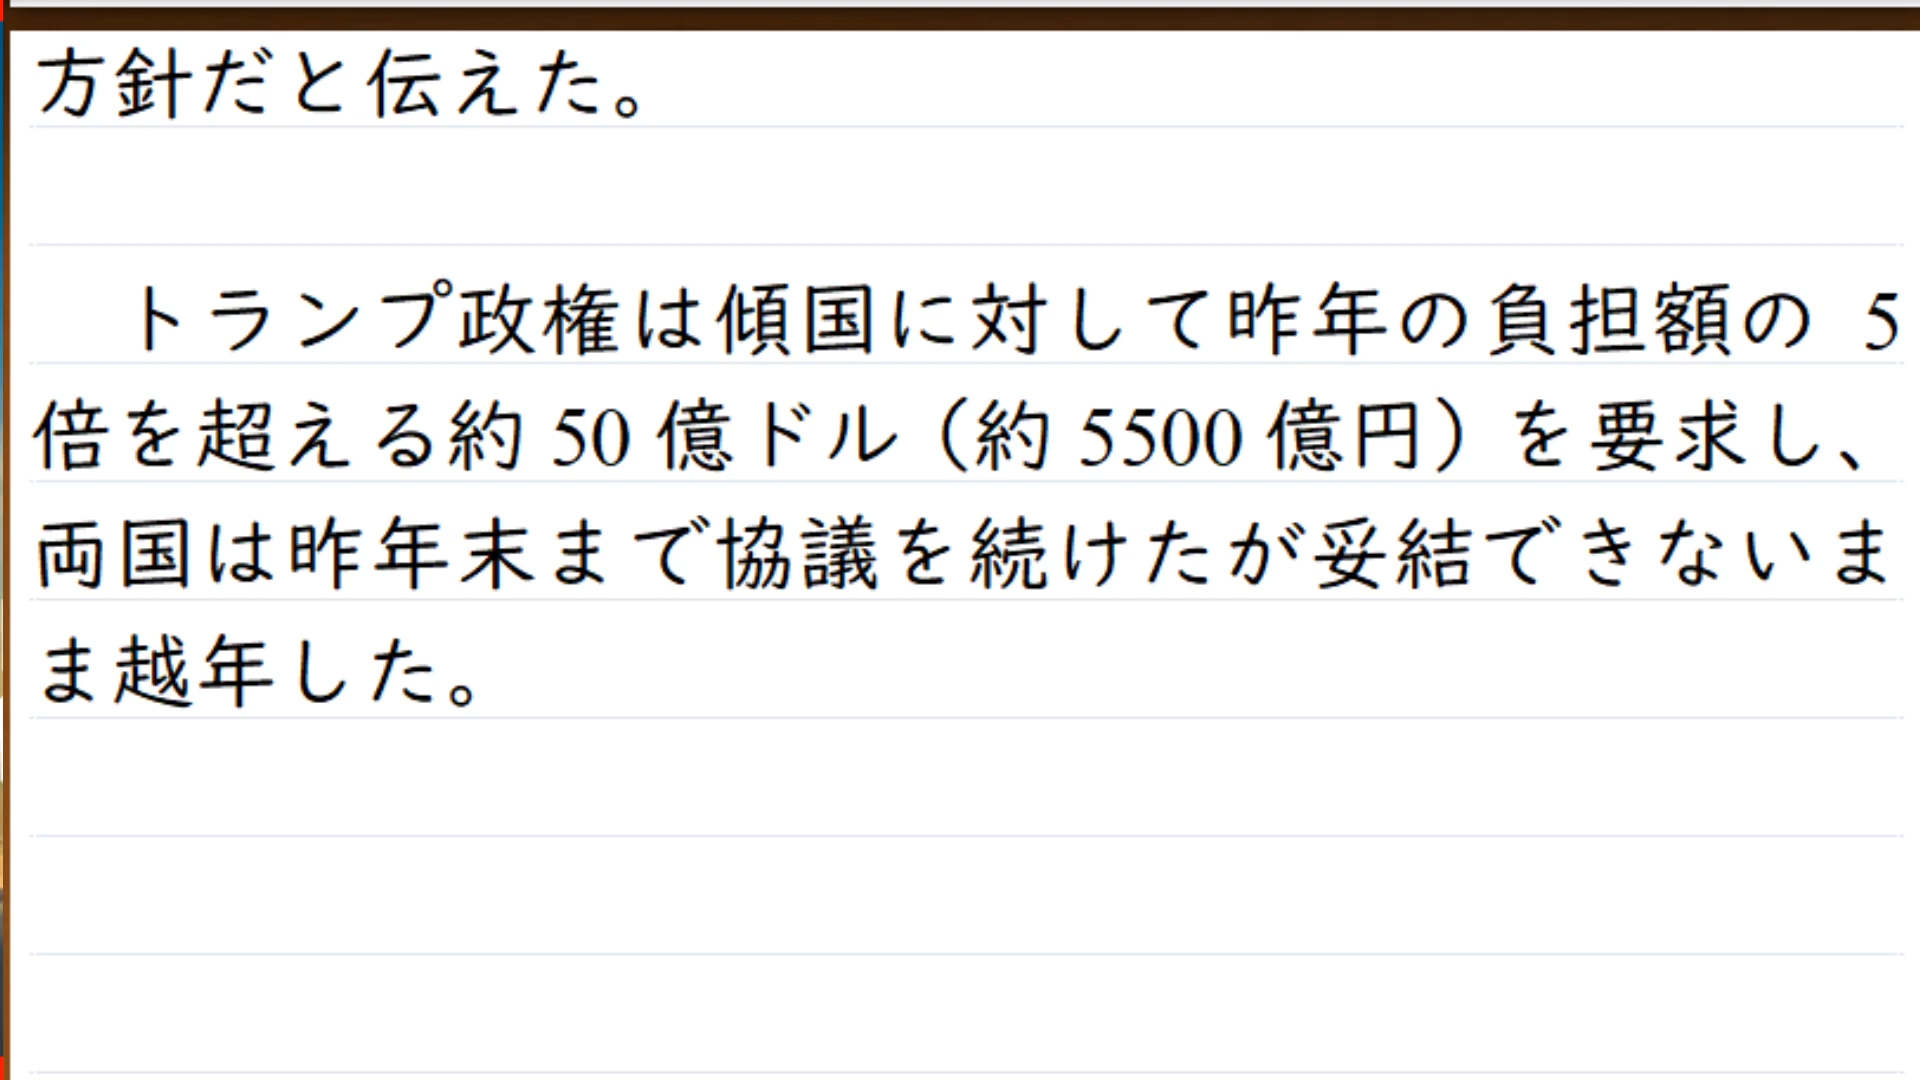 方針だと伝えた。
トランプ政権は傾国に対して昨年の負担額の 5
倍を超える約 50 億ドル（約 5500 億円）を要求し、
両国は昨年末まで協議を続けたが妥結できないま
ま越年した。